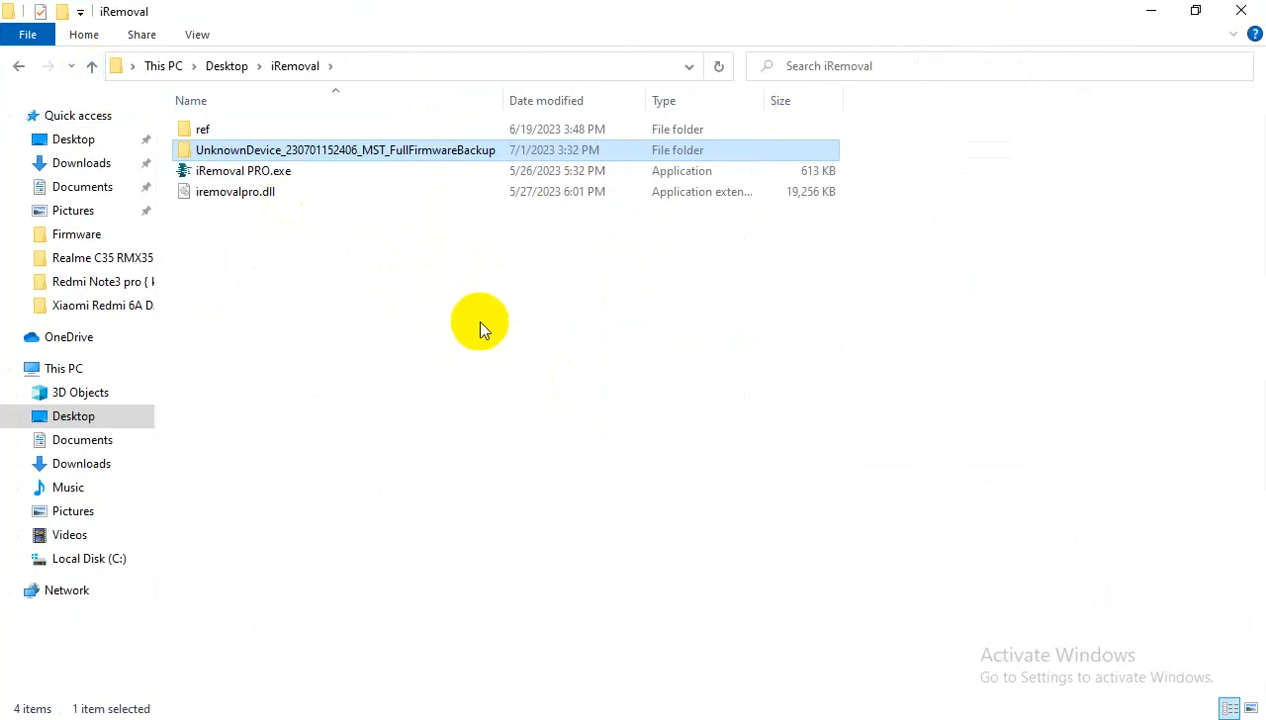 iRemoval
File Home Share View
This PC Desktop iRemoval Search iRemoval
Name Date modified Type Size
ref 6/19/2023 3:48 PM File folder
UnknownDevice_230701152406_MST_FullFirmwareBackup 7/1/2023 3:32 PM File folder
iRemoval PRO.exe 5/26/2023 5:32 PM Application 613 KB
iremovalpro.dll 5/27/2023 6:01 PM Application exten... 19,256 KB
Quick access
Desktop
Downloads
Documents
Pictures
Firmware
Realme C35 RMX35
Redmi Note3 pro { k
Xiaomi Redmi 6A D.
OneDrive
This PC
3D Objects
Desktop
Documents
Downloads
Music
Pictures
Videos
Local Disk (C:)
Network
Activate Windows
Go to Settings to activate Windows.
4 items 1 item selected